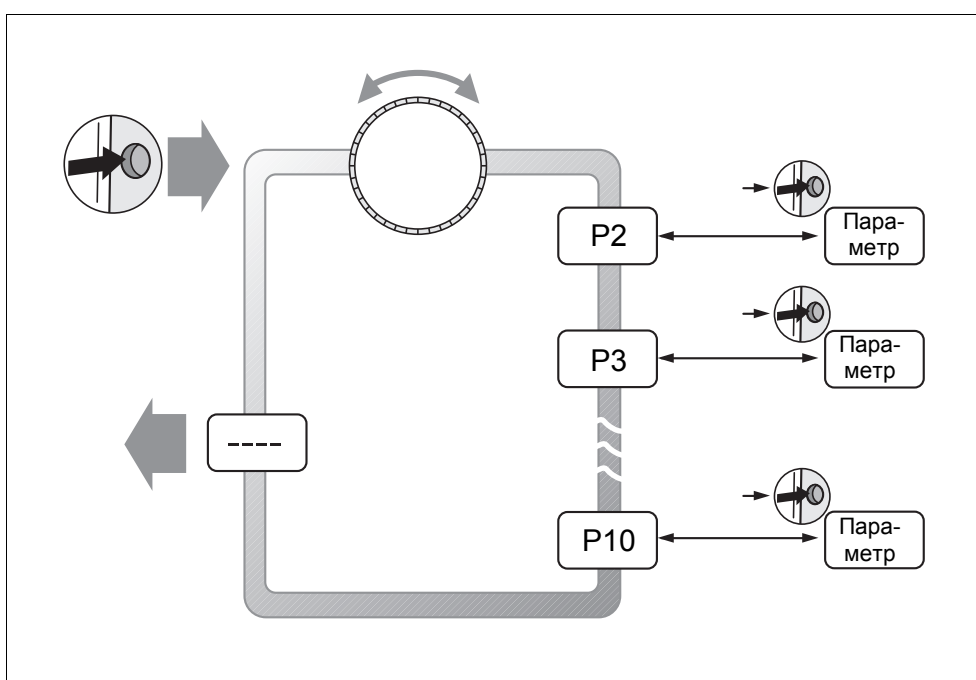 P2
Пара-
метр
P3
Пара-
метр
----
P10
Пара-
метр